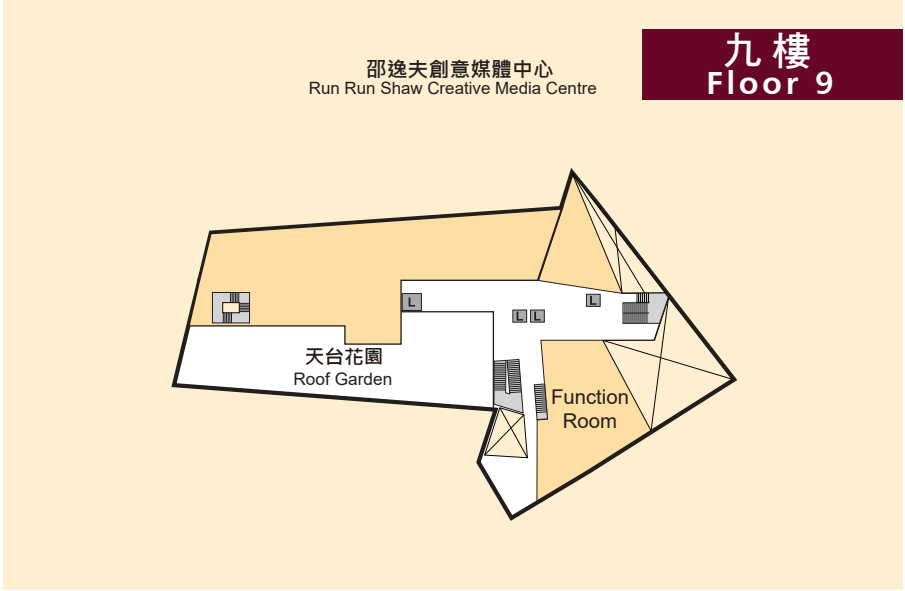 邵逸夫創意媒體中心
Run Run Shaw Creative Media Centre
九樓
Floor 9
L
L
L
L
天台花園
Roof Garden
Function
Room